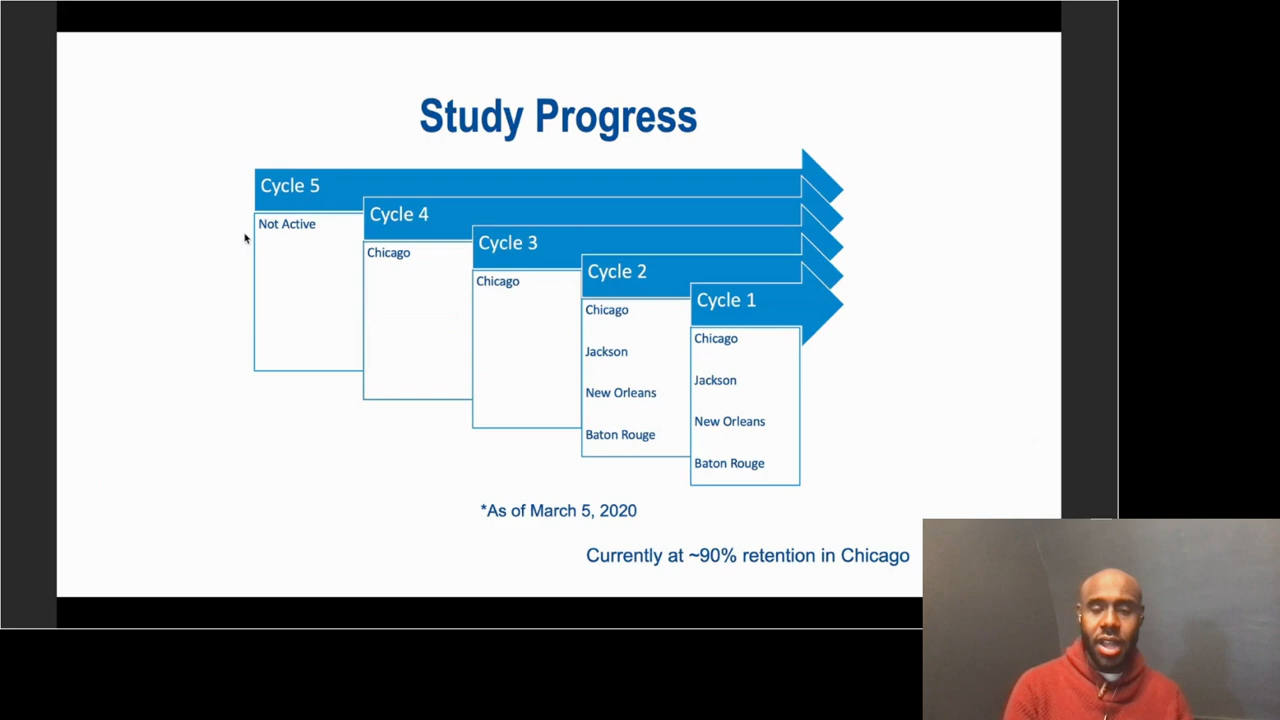 Study Progress
Cycle 5
Not Active
Cycle 4
Chicago
Cycle 3
Chicago
Cycle 2
Chicago
Jackson
New Orleans
Baton Rouge
Cycle 1
Chicago
Jackson
New Orleans
Baton Rouge
*As of March 5, 2020
Currently at ~90% retention in Chicago